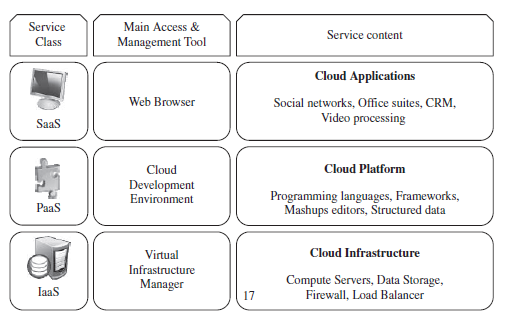 Service
Class
Main Access &
Management Tool
Service content
SaaS
Web Browser
Cloud Applications
Social networks, Office suites, CRM,
Video processing
PaaS
Cloud
Development
Environment
Cloud Platform
Programming languages, Frameworks,
Mashups editors, Structured data
IaaS
Virtual
Infrastructure
Manager
17
Cloud Infrastructure
Compute Servers, Data Storage,
Firewall, Load Balancer